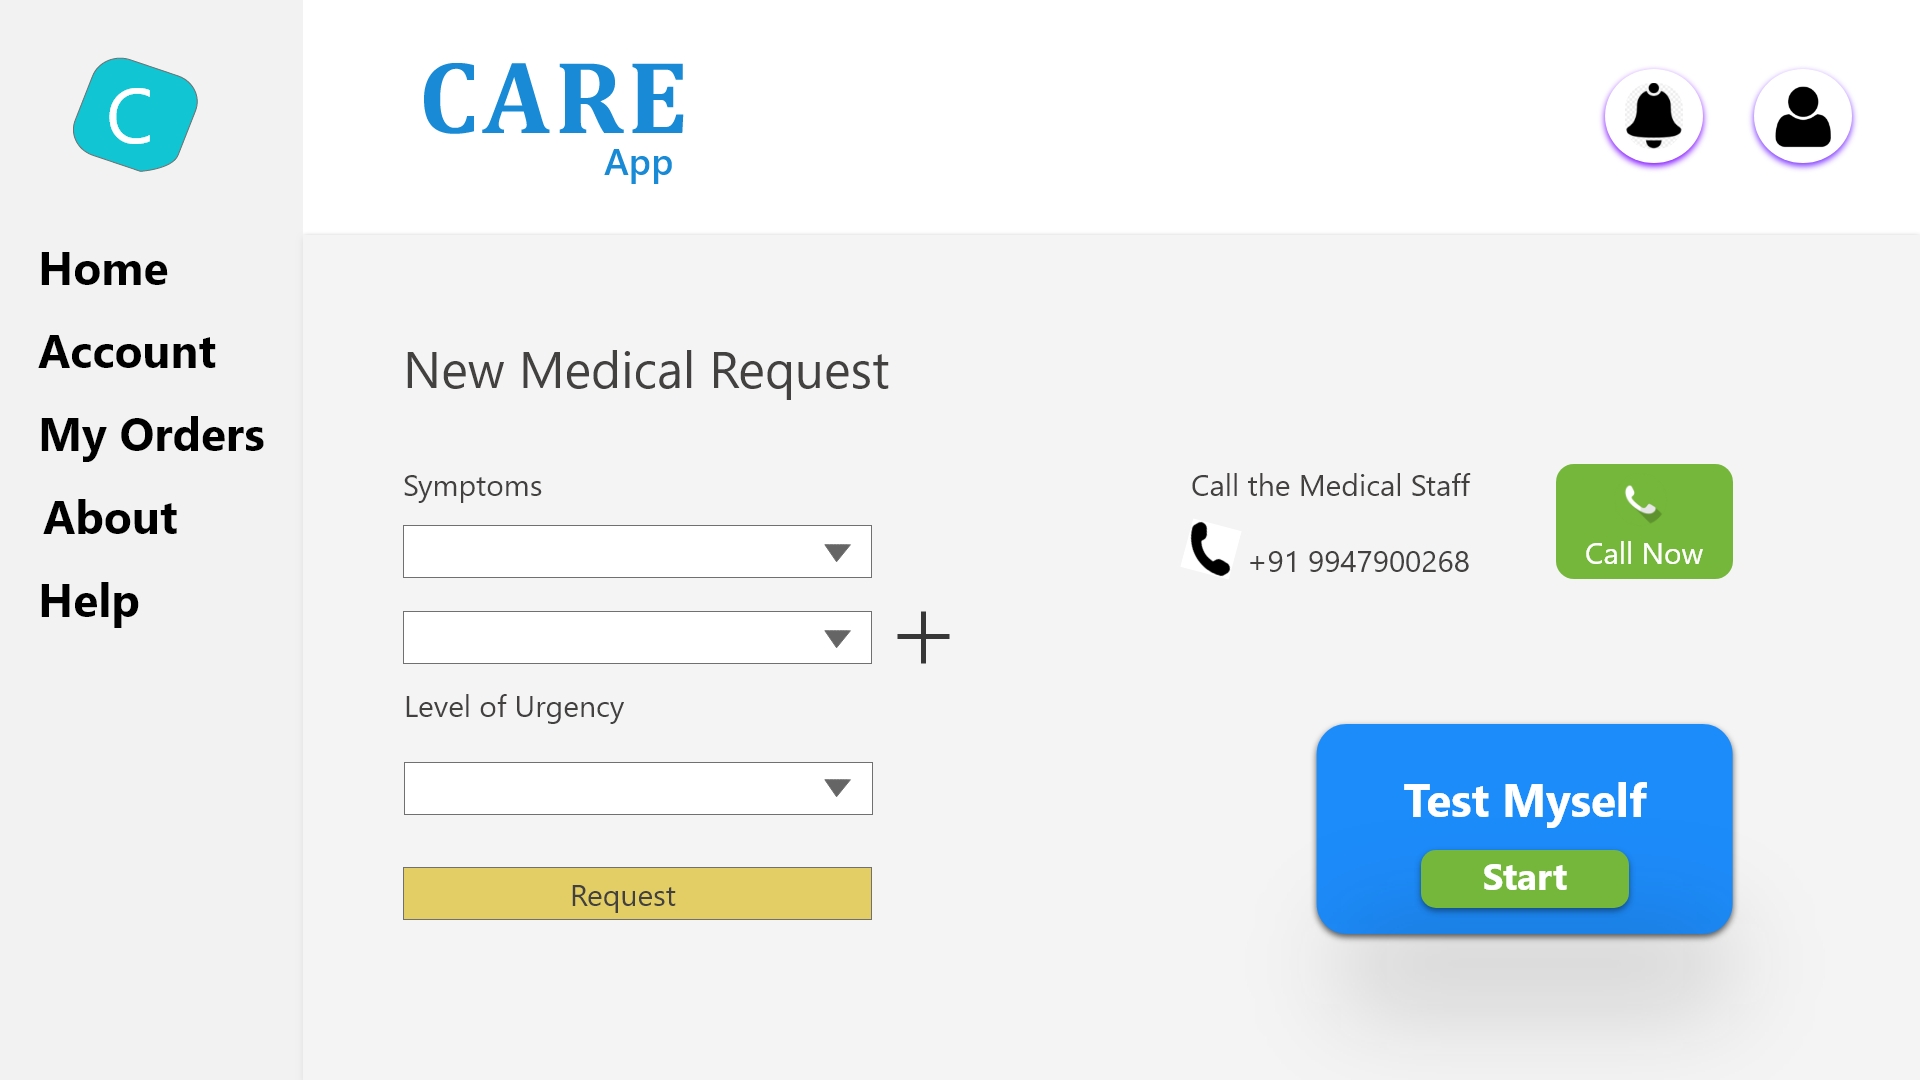 C
CARE
App
Home
Account
My Orders
About
Help
New Medical Request
Symptoms
Level of Urgency
Request
Call the Medical Staff
+91 9947900268
Call Now
Test Myself
Start